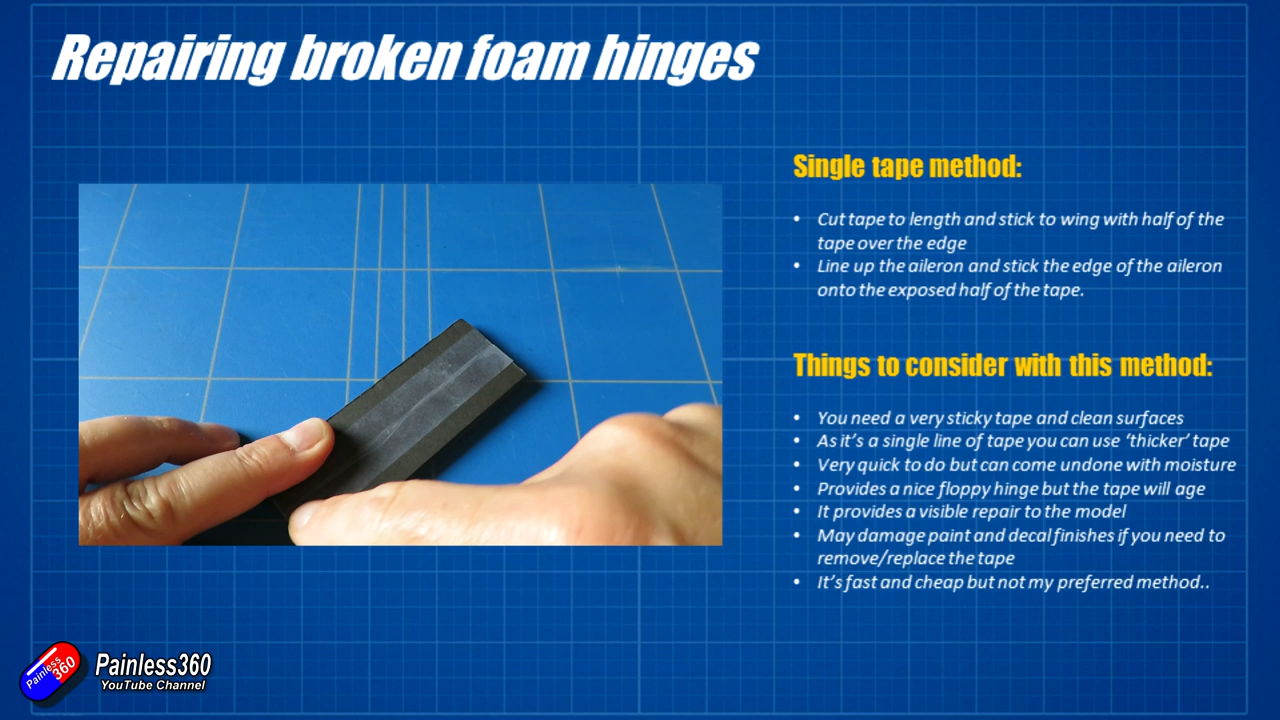 Repairing broken foam hinges
Single tape method:
• Cut tape to length and stick to wing with half of the
tape over the edge
• Line up the aileron and stick the edge of the aileron
onto the exposed half of the tape.
Things to consider with this method:
• You need a very sticky tape and clean surfaces
• As it's a single line of tape you can use 'thicker' tape
• Very quick to do but can come undone with moisture
• Provides a nice floppy hinge but the tape will age
• It provides a visible repair to the model
• May damage paint and decal finishes if you need to
remove/replace the tape
• It's fast and cheap but not my preferred method..
Painless
360
Painless360
YouTube Channel